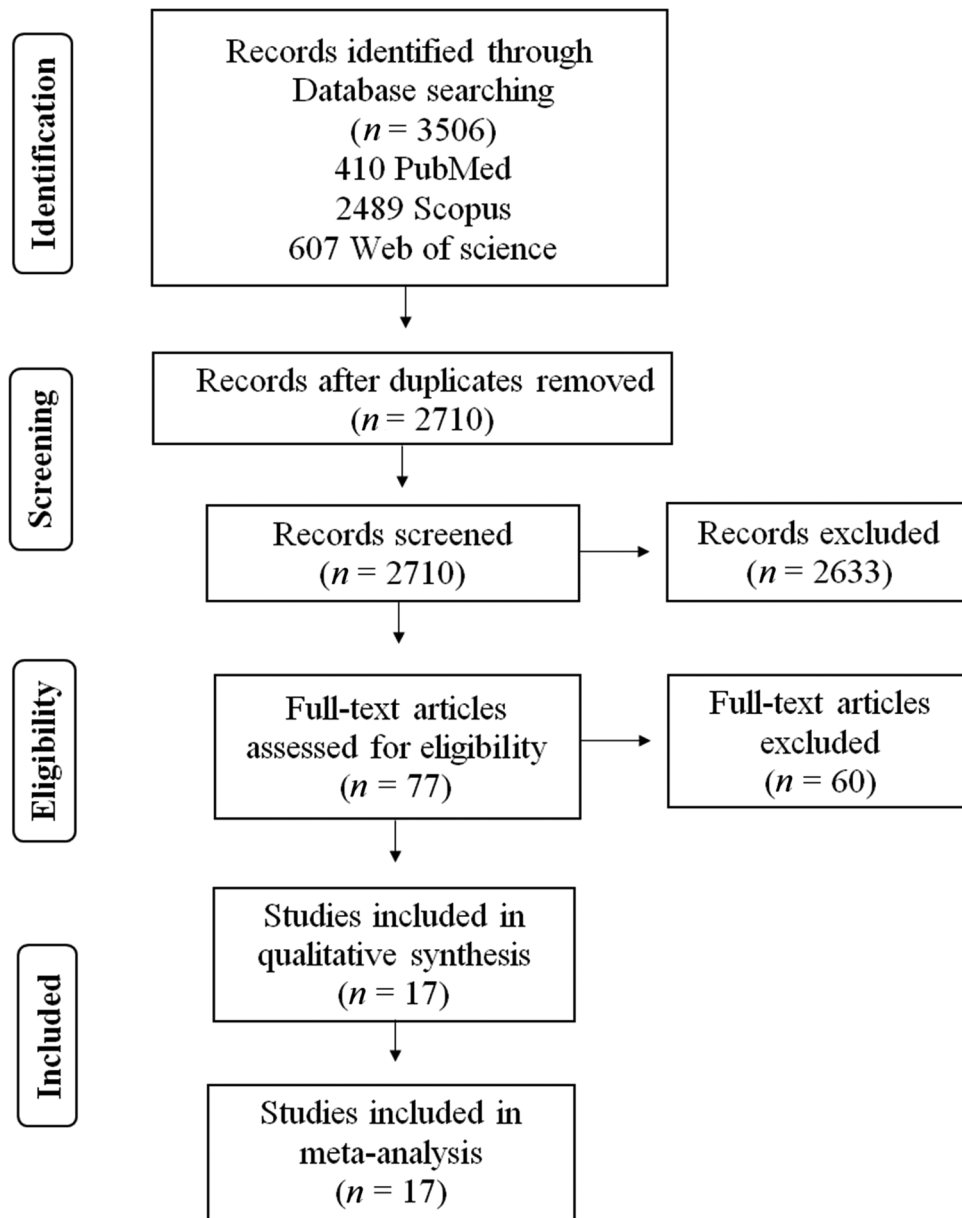 Identification
Records identified through
Database searching
(n = 3506)
410 PubMed
2489 Scopus
607 Web of science
Screening
Records after duplicates removed
(n = 2710)
Records screened
(n = 2710)
Records excluded
(n = 2633)
Eligibility
Full-text articles
assessed for eligibility
(n = 77)
Full-text articles
excluded
(n = 60)
Included
Studies included in
qualitative synthesis
(n = 17)
Studies included in
meta-analysis
(n = 17)